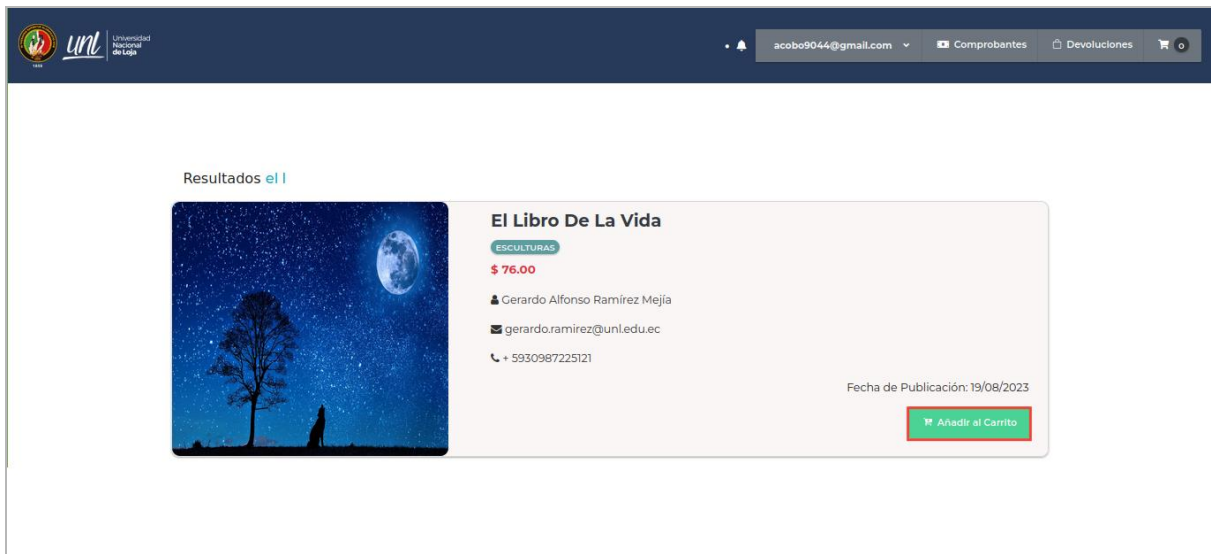 unl Universidad
Nacional
de Loja
1859
acobo9044@gmail.com Comprobantes Devoluciones 0
Resultados el l
El Libro De La Vida
ESCULTURAS
$ 76.00
Gerardo Alfonso Ramírez Mejía
gerardo.ramirez@unl.edu.ec
+ 5930987225121
Fecha de Publicación: 19/08/2023
Añadir al Carrito